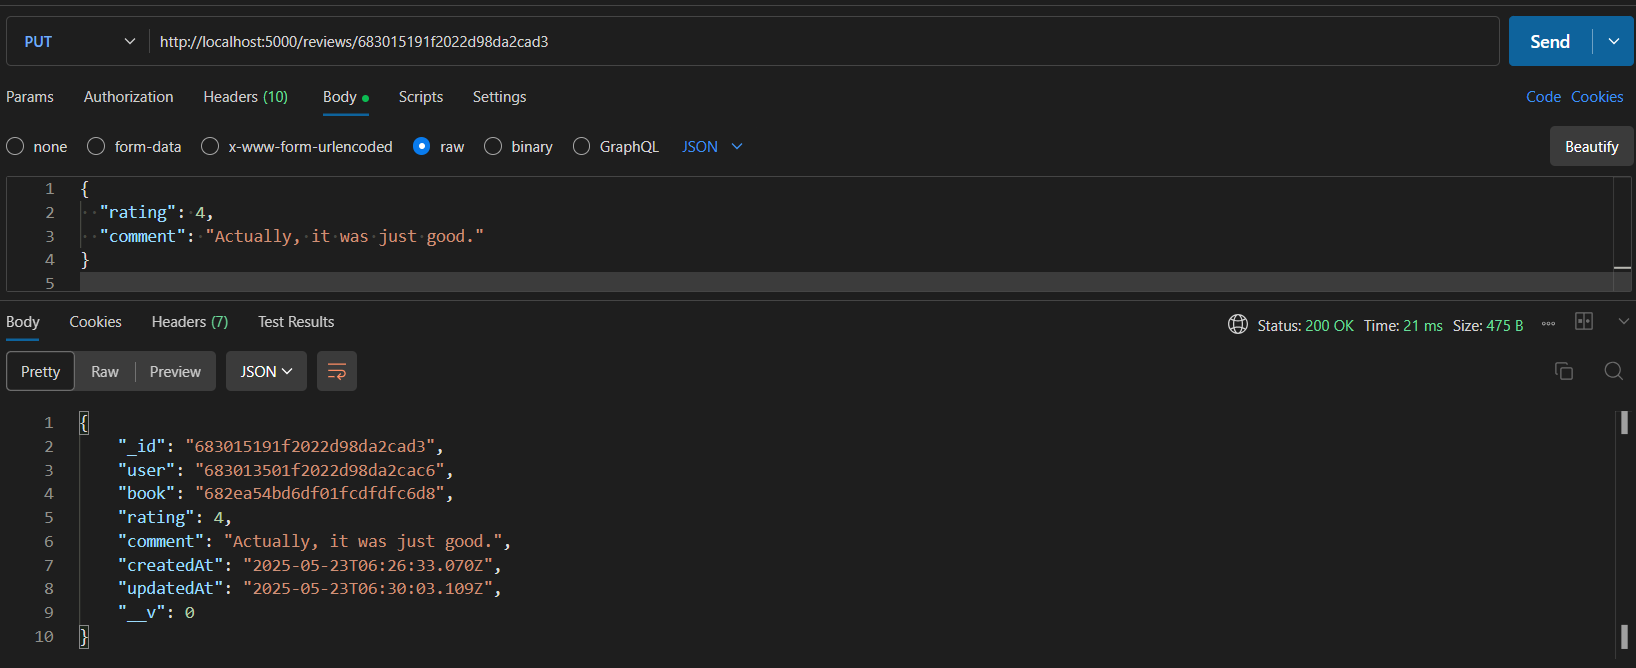 PUT http://localhost:5000/reviews/683015191f2022d98da2cad3 Send
Params Authorization Headers (10) Body Scripts Settings Code Cookies
none form-data x-www-form-urlencoded raw binary GraphQL JSON Beautify
1 {
2 "rating": 4,
3 "comment": "Actually, it was just good."
4 }
5
Body Cookies Headers (7) Test Results Status: 200 OK Time: 21 ms Size: 475 B
Pretty Raw Preview JSON
1 {
2 "_id": "683015191f2022d98da2cad3",
3 "user": "683013501f2022d98da2cac6",
4 "book": "682ea54bd6df01fcdfdfc6d8",
5 "rating": 4,
6 "comment": "Actually, it was just good.",
7 "createdAt": "2025-05-23T06:26:33.070Z",
8 "updatedAt": "2025-05-23T06:30:03.109Z",
9 "__v": 0
10 }